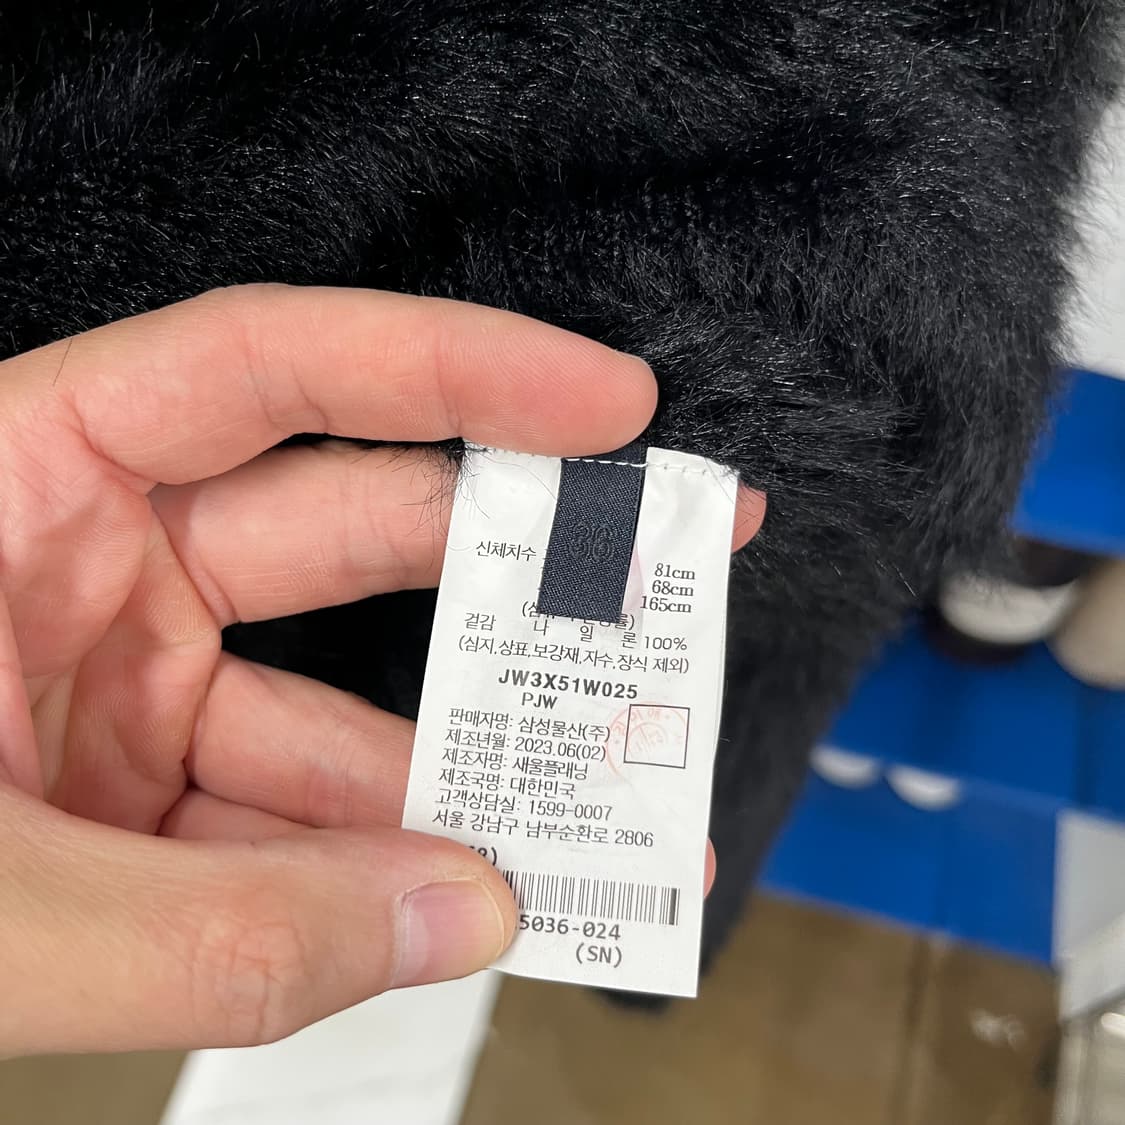 36
신체치수
81cm
68cm
165cm
겉감 나 일 론 100%
(심지,상표,보강재,자수,장식 제외)
JW3X51W025
PJW
판매자명: 삼성물산(주)
제조년월: 2023.06(02)
제조자명: 새울플래닝
제조국명: 대한민국
고객상담실: 1599-0007
서울 강남구 남부순환로 2806
5036-024
(SN)